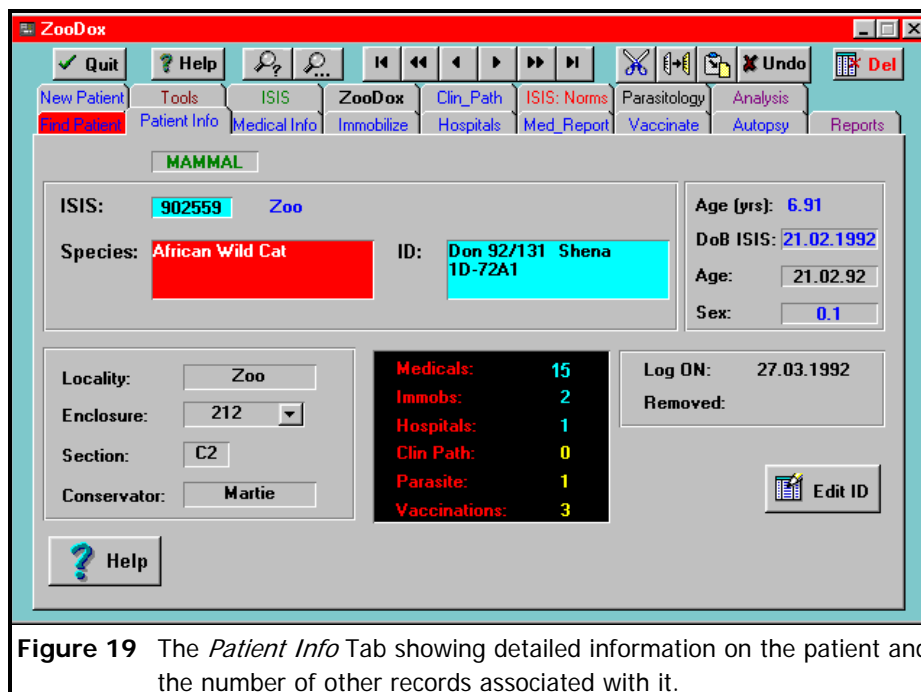 ZooDox
Quit Help Undo Del
New Patient Tools ISIS ZooDox Clin_Path ISIS: Norms Parasitology Analysis
Find Patient Patient Info Medical Info Immobilize Hospitals Med_Report Vaccinate Autopsy Reports
MAMMAL
ISIS: 902559 Zoo
Species: African Wild Cat
ID: Don 92/131 Shena
1D-72A1
Age (yrs): 6.91
DoB ISIS: 21.02.1992
Age: 21.02.92
Sex: 0.1
Locality: Zoo
Enclosure: 212
Section: C2
Conservator: Martie
Medicals: 15
Immobs: 2
Hospitals: 1
Clin Path: 0
Parasite: 1
Vaccinations: 3
Log ON: 27.03.1992
Removed:
Edit ID
Help
Figure 19 The Patient Info Tab showing detailed information on the patient and
the number of other records associated with it.